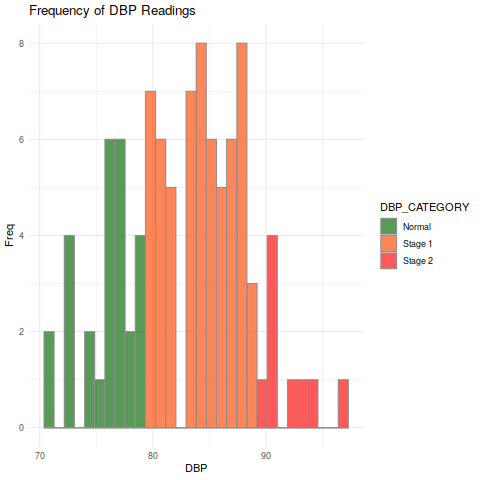 Frequency of DBP Readings
8
6
4
2
0
Freq
70
80
90
DBP
DBP_CATEGORY
Normal
Stage 1
Stage 2